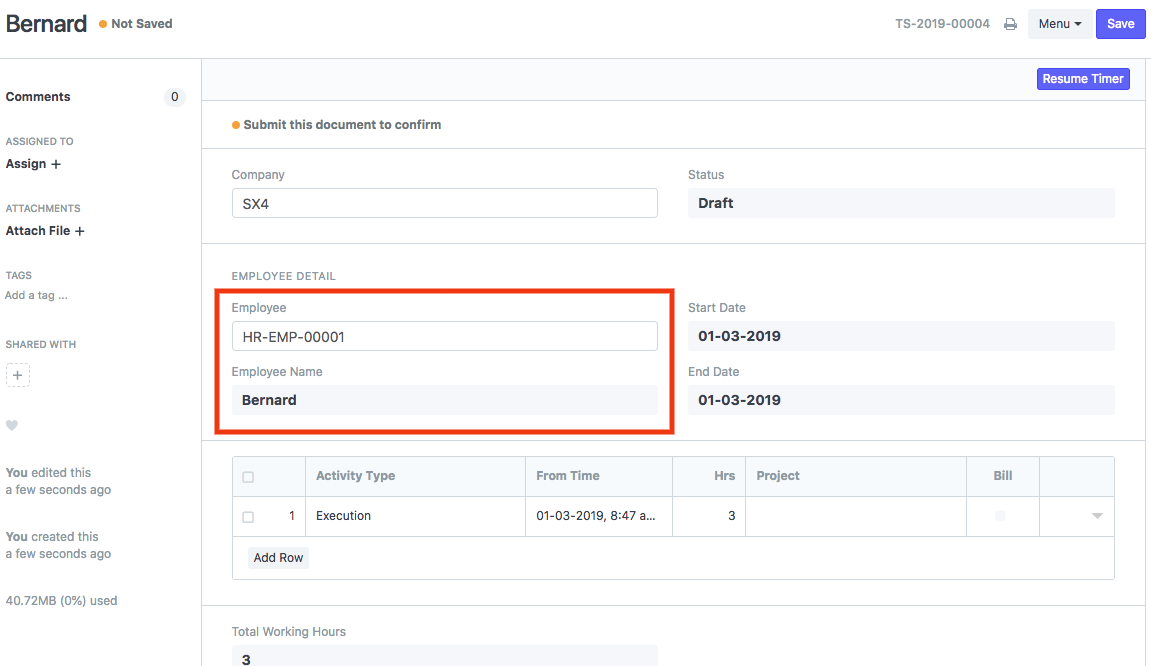 Bernard Not Saved TS-2019-00004 Menu Save
Resume Timer
Comments 0
ASSIGNED TO
Assign +
ATTACHMENTS
Attach File +
TAGS
Add a tag ...
SHARED WITH
+
You edited this
a few seconds ago
You created this
a few seconds ago
40.72MB (0%) used
Submit this document to confirm
Company Status
SX4 Draft
EMPLOYEE DETAIL
Employee Start Date
HR-EMP-00001 01-03-2019
Employee Name End Date
Bernard 01-03-2019
Activity Type From Time Hrs Project Bill
1 Execution 01-03-2019, 8:47 a... 3
Add Row
Total Working Hours
3